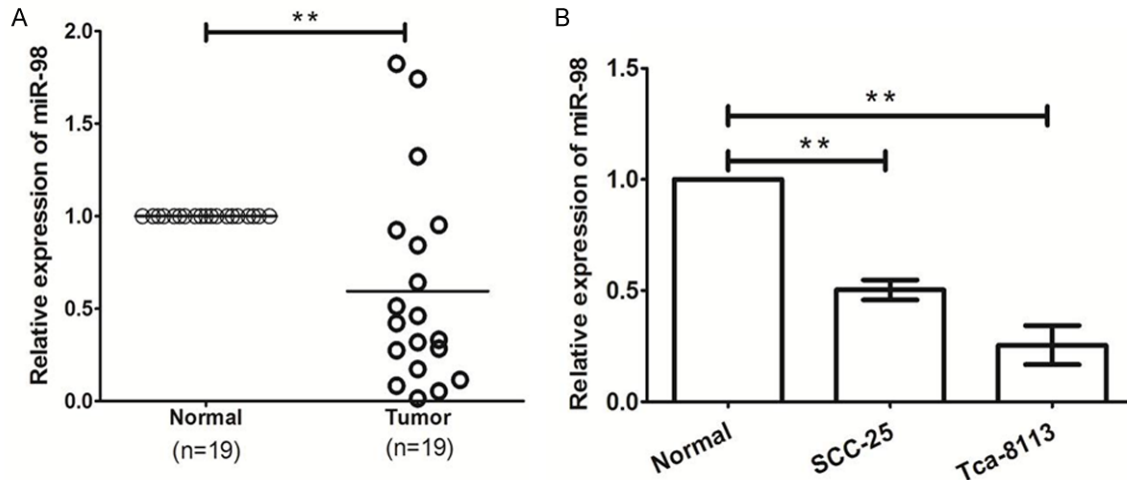 A
**
Relative expression of miR-98
2.0
1.5
1.0
0.5
0.0
Normal
(n=19)
Tumor
(n=19)
B
**
**
Relative expression of miR-98
1.5
1.0
0.5
0.0
Normal
SCC-25
Tca-8113